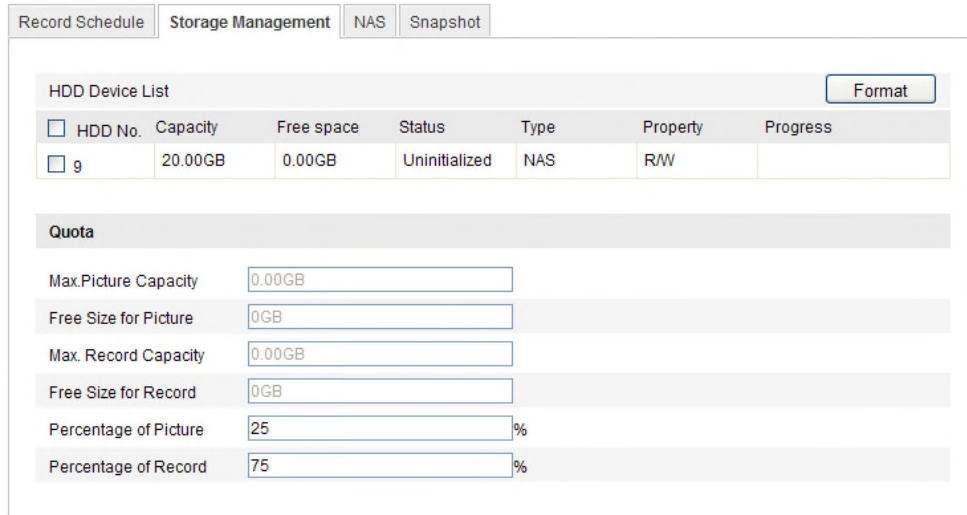 Record Schedule Storage Management NAS Snapshot
HDD Device List Format
HDD No. Capacity Free space Status Type Property Progress
9 20.00GB 0.00GB Uninitialized NAS R/W
Quota
Max.Picture Capacity 0.00GB
Free Size for Picture 0GB
Max. Record Capacity 0.00GB
Free Size for Record 0GB
Percentage of Picture 25 %
Percentage of Record 75 %